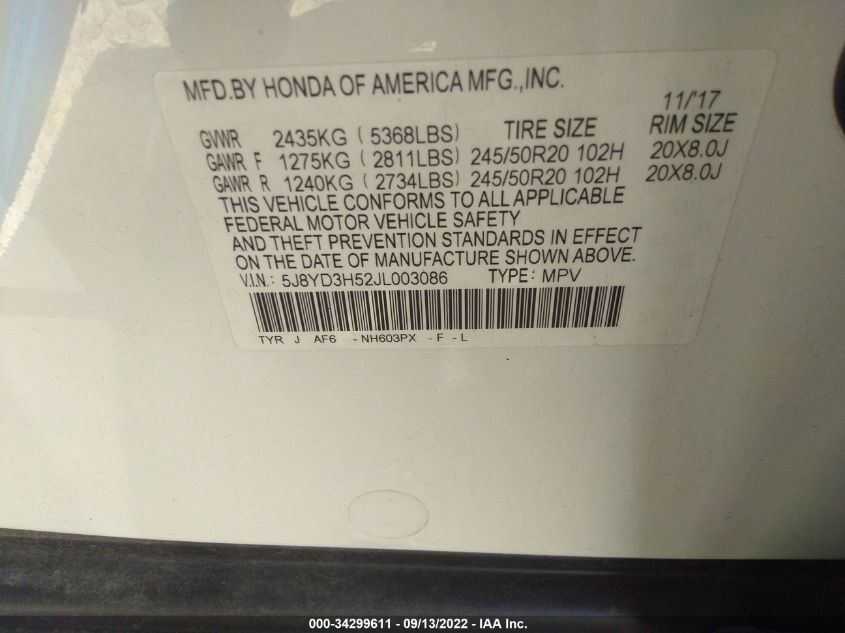 MFD.BY HONDA OF AMERICA MFG.,INC.
11/'17
GVWR 2435KG ( 5368LBS) TIRE SIZE RIM SIZE
GAWR F 1275KG ( 2811LBS) 245/50R20 102H 20X8.0J
GAWR R 1240KG ( 2734LBS) 245/50R20 102H 20X8.0J
THIS VEHICLE CONFORMS TO ALL APPLICABLE
FEDERAL MOTOR VEHICLE SAFETY
AND THEFT PREVENTION STANDARDS IN EFFECT
ON THE DATE OF MANUFACTURE SHOWN ABOVE.
V.I.N.: 5J8YD3H52JL003086 TYPE: MPV
TYR J AF6 -NH603PX -F -L
000-34299611 - 09/13/2022 - IAA Inc.